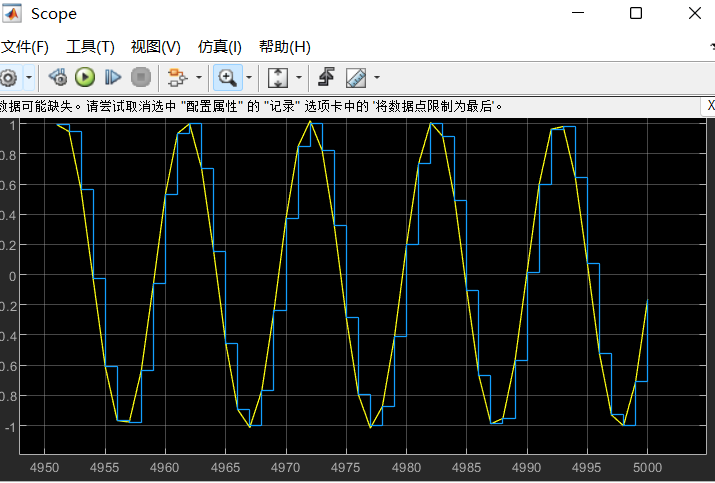 Scope
文件(F) 工具(T) 视图(V) 仿真(I) 帮助(H)
数据可能缺失。请尝试取消选中 "配置属性" 的 "记录" 选项卡中的 '将数据点限制为最后'。 X
1
0.8
0.6
0.4
0.2
0
0.2
0.4
0.6
0.8
-1
4950 4955 4960 4965 4970 4975 4980 4985 4990 4995 5000